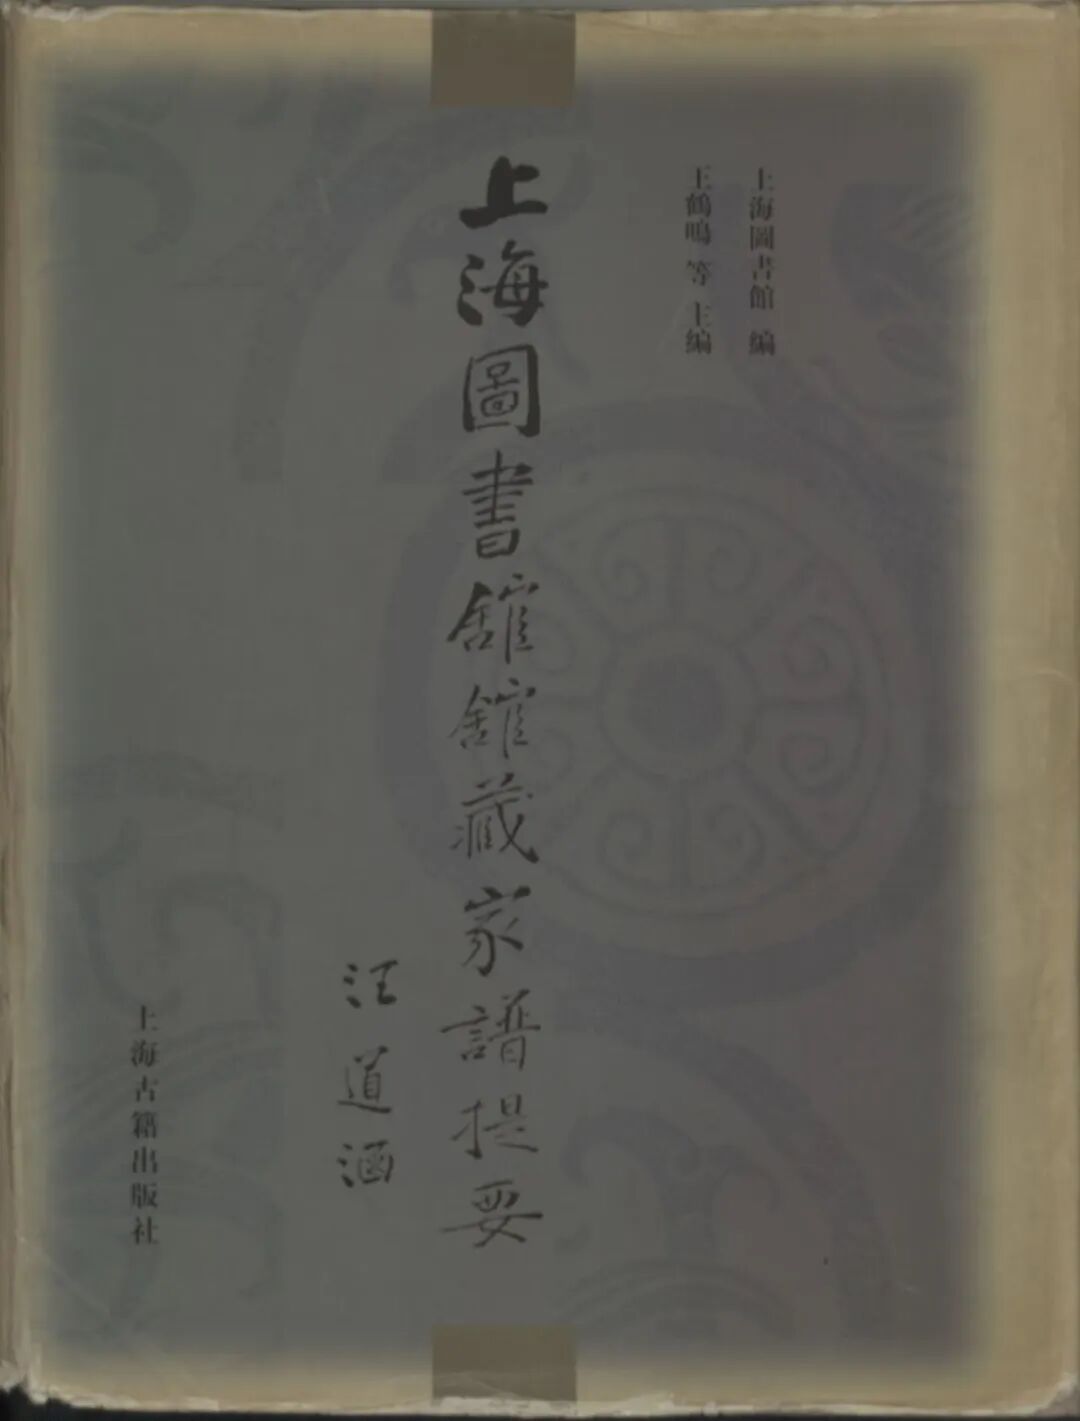 上海圖書館 編
王鶴鳴 等 主編
上海圖書館館藏家譜提要
汪道涵
上海古籍出版社